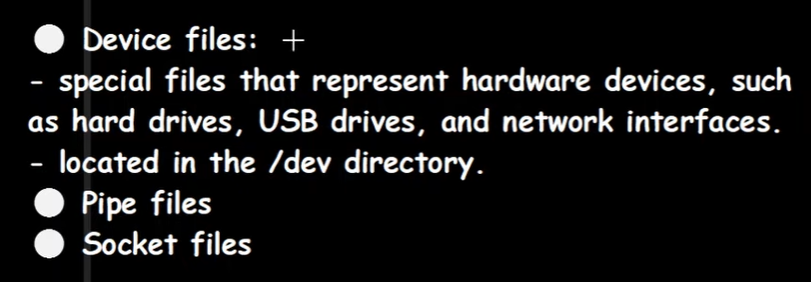 Device files:
- special files that represent hardware devices, such
as hard drives, USB drives, and network interfaces.
- located in the /dev directory.
Pipe files
Socket files